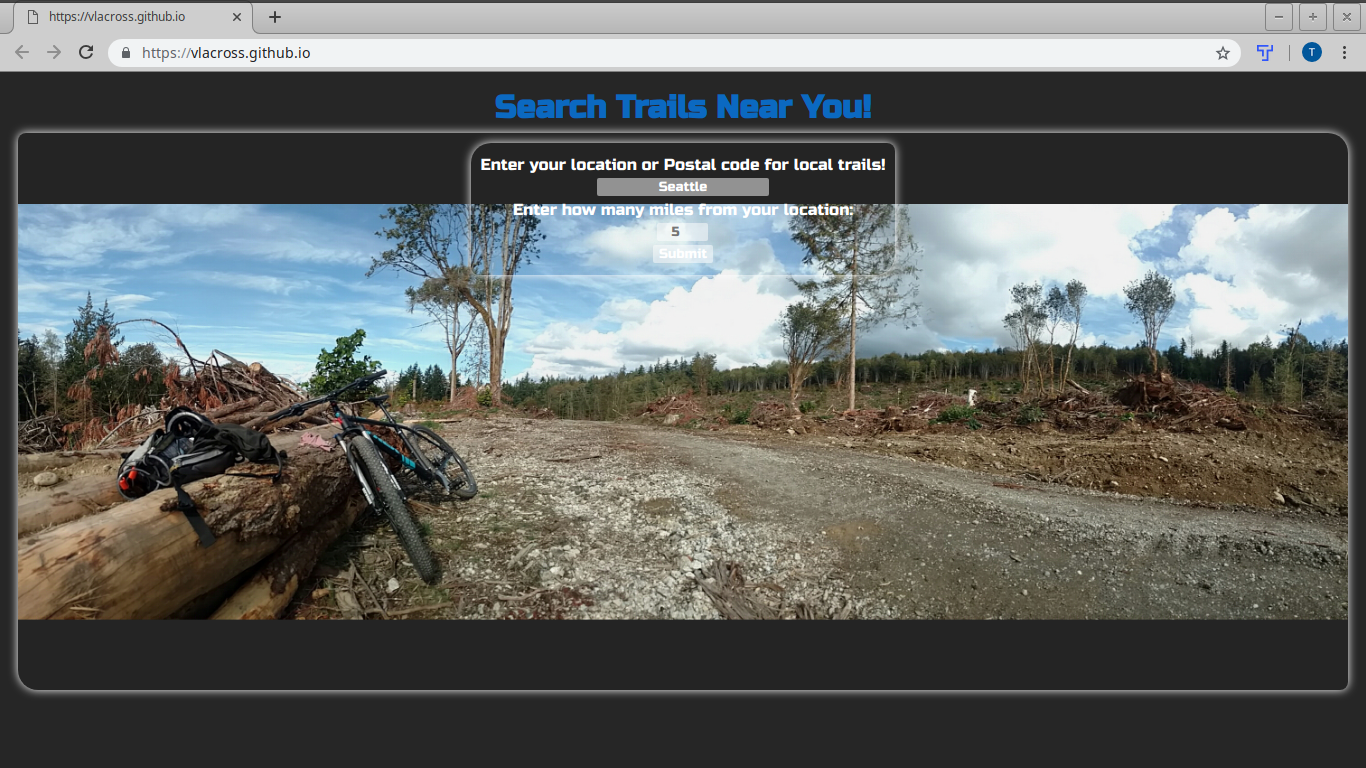 https://vlacross.github.io
https://vlacross.github.io
T
Search Trails Near You!
Enter your location or Postal code for local trails!
Seattle
Enter how many miles from your location:
5
Submit